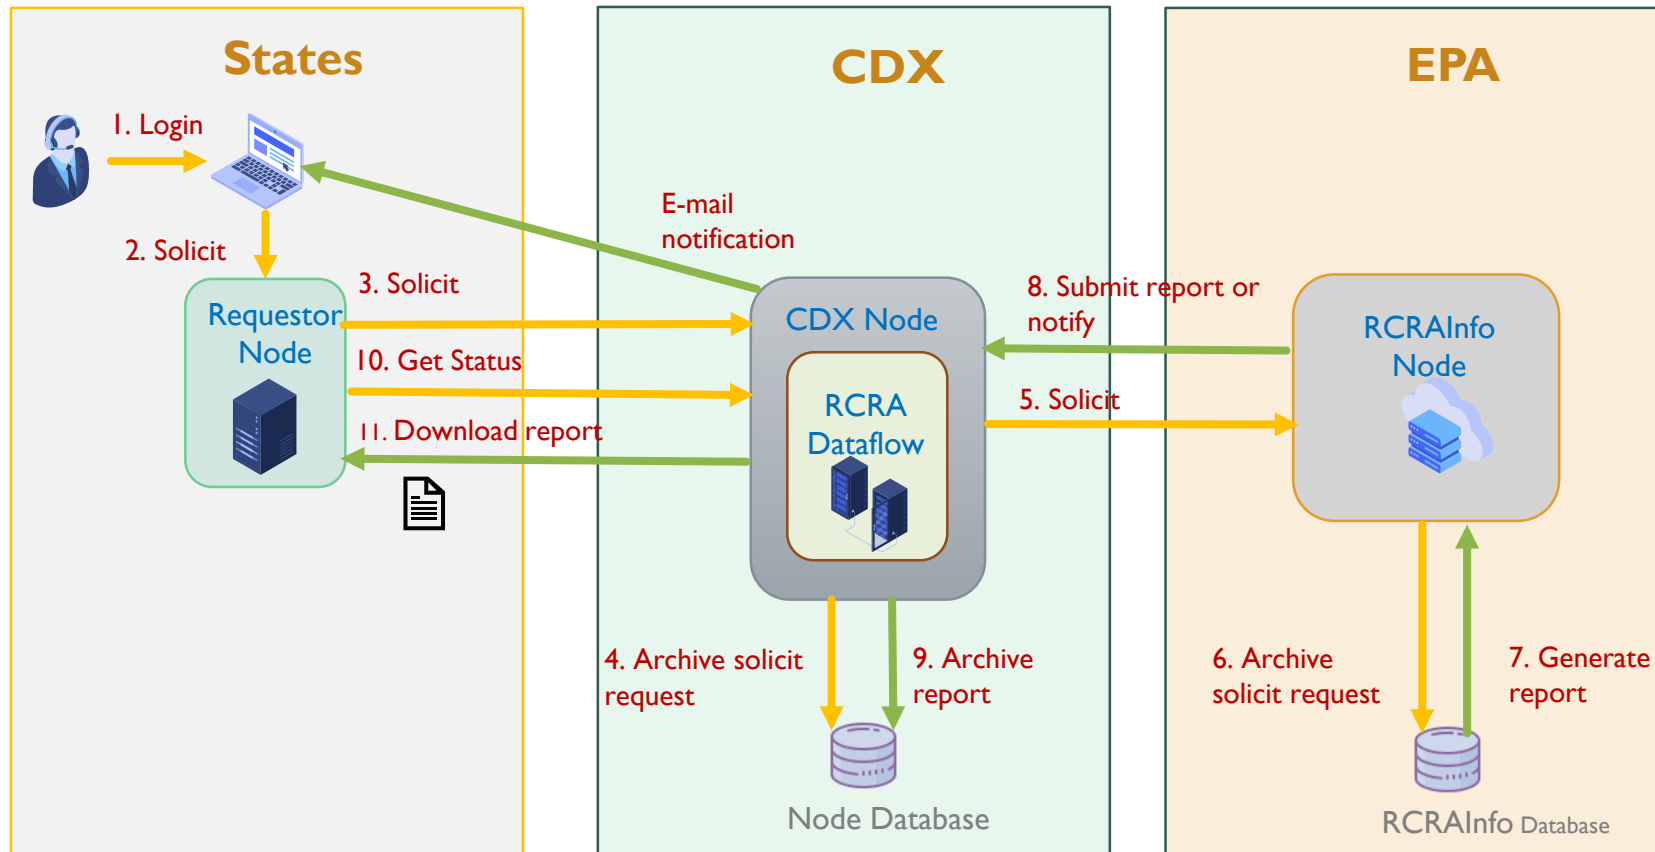 States
CDX
EPA
1. Login
2. Solicit
E-mail
notification
Requestor
Node
3. Solicit
10. Get Status
11. Download report
CDX Node
RCRA
Dataflow
8. Submit report or
notify
5. Solicit
RCRAInfo
Node
4. Archive solicit
request
9. Archive
report
6. Archive
solicit request
7. Generate
report
Node Database
RCRAInfo Database